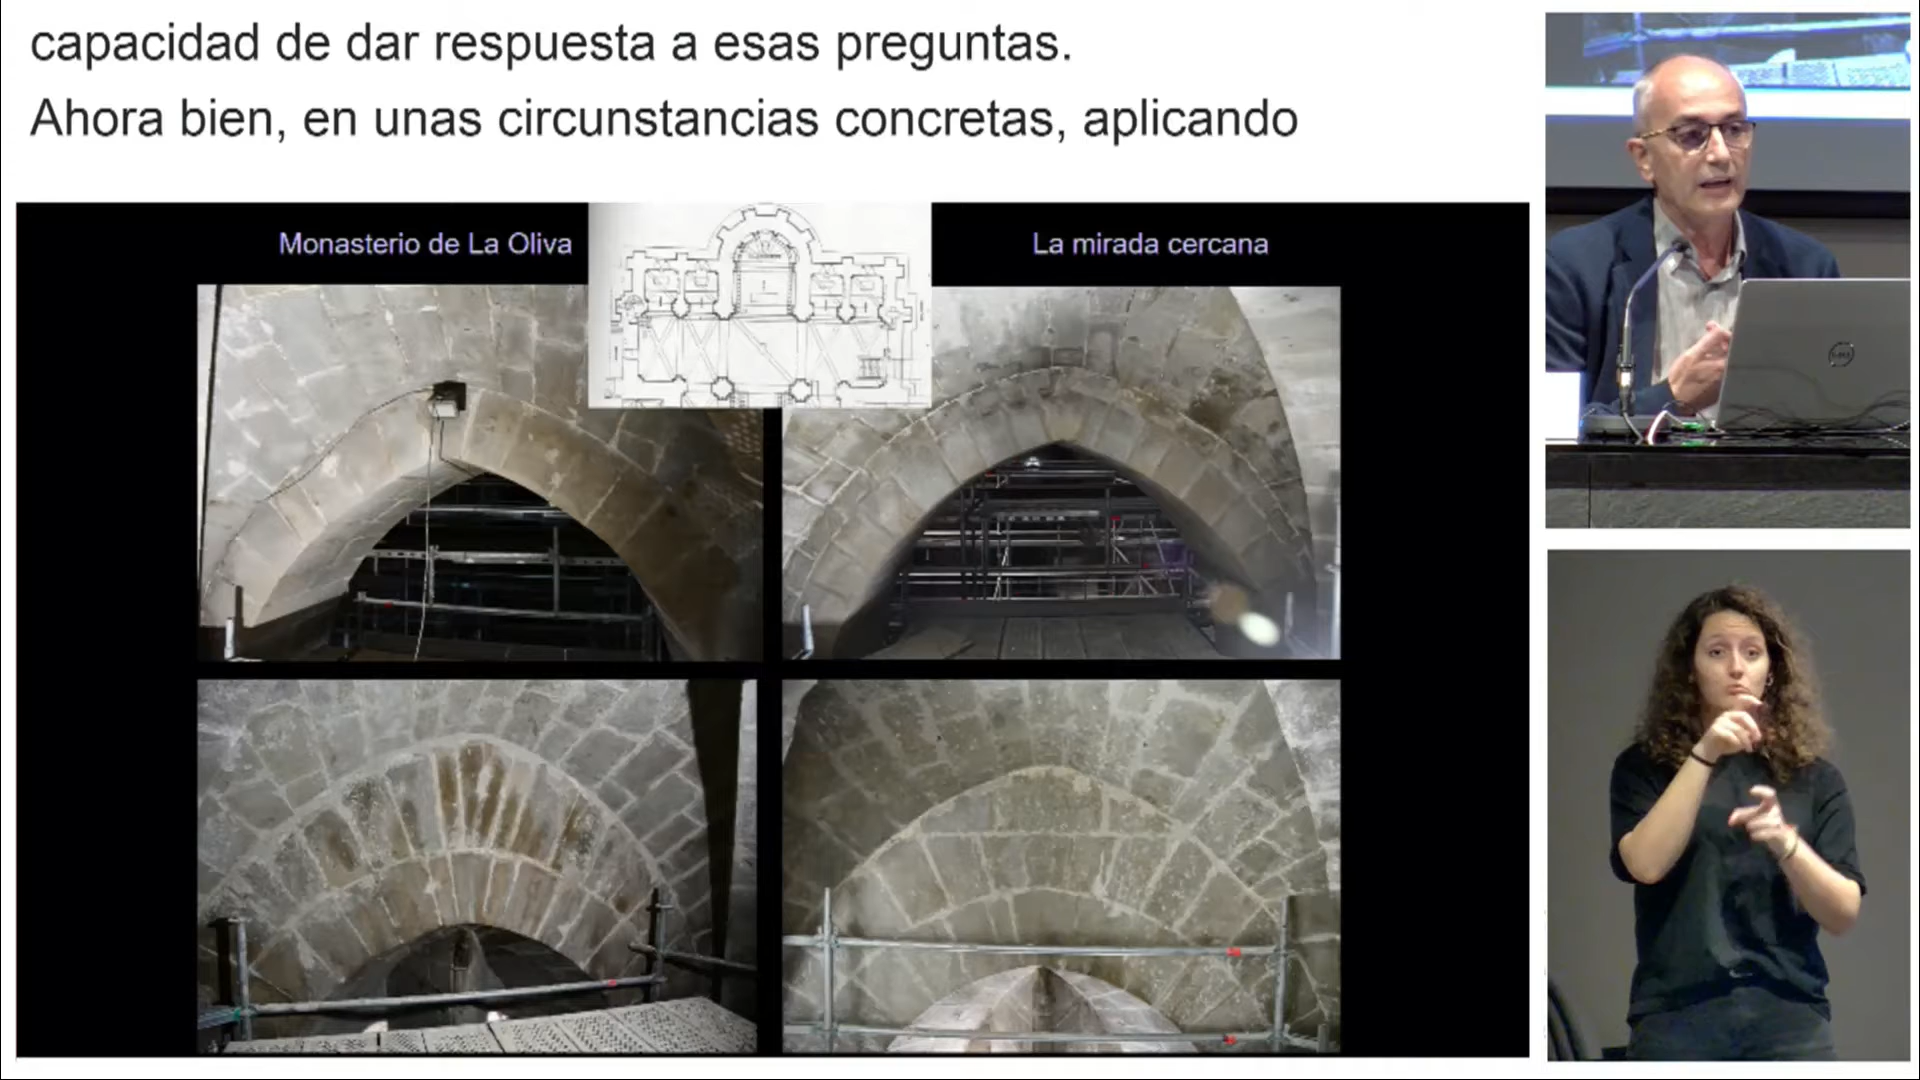 capacidad de dar respuesta a esas preguntas.
Ahora bien, en unas circunstancias concretas, aplicando
Monasterio de La Oliva
La mirada cercana
DELL